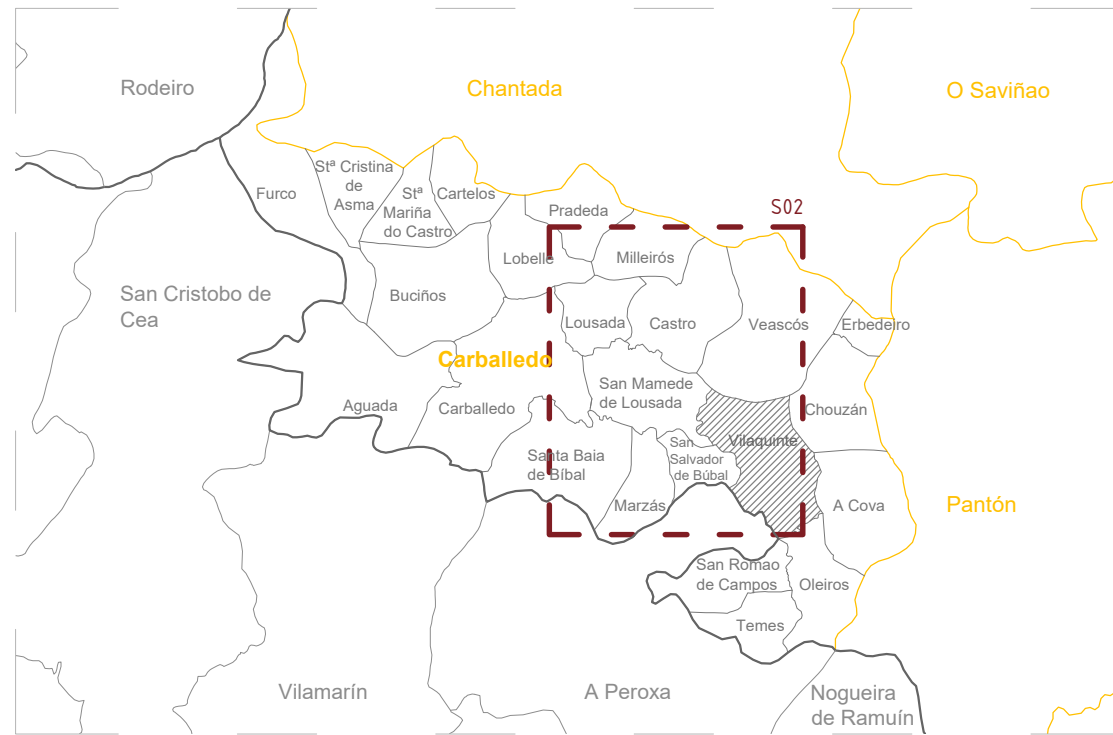 Rodeiro
Chantada
O Saviñao
Stª Cristina
de
Asma
Furco
Stª
Mariña
do Castro
Cartelos
Pradeda
S02
Lobelle
Milleirós
San Cristobo de
Cea
Buciños
Lousada
Castro
Veascós
Erbedeiro
Carballedo
San Mamede
de Lousada
Aguada
Carballedo
Chouzán
Vilaquinte
San
Salvador
de Búbal
Santa Baia
de Bíbal
Marzás
A Cova
Pantón
San Romao
de Campos
Oleiros
Temes
Vilamarín
A Peroxa
Nogueira
de Ramuín